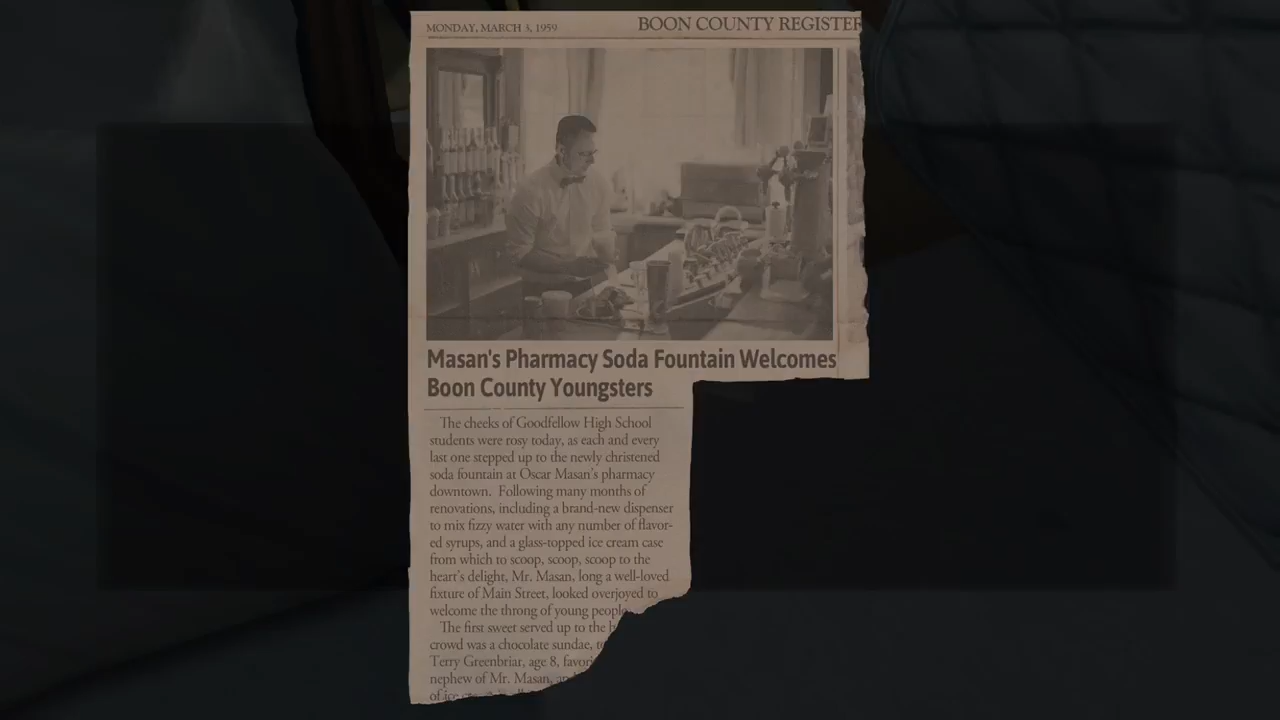 MONDAY, MARCH 3, 1959
BOON COUNTY REGISTER
Masan's Pharmacy Soda Fountain Welcomes
Boon County Youngsters
The cheeks of Goodfellow High School
students were rosy today, as each and every
last one stepped up to the newly christened
soda fountain at Oscar Masan's pharmacy
downtown. Following many months of
renovations, including a brand-new dispenser
to mix fizzy water with any number of flavor-
ed syrups, and a glass-topped ice cream case
from which to scoop, scoop, scoop to the
heart's delight, Mr. Masan, long a well-loved
fixture of Main Street, looked overjoyed to
welcome the throng of young people
The first sweet served up to the
crowd was a chocolate sundae,
Terry Greenbriar, age 8,
nephew of Mr. Masan,
of